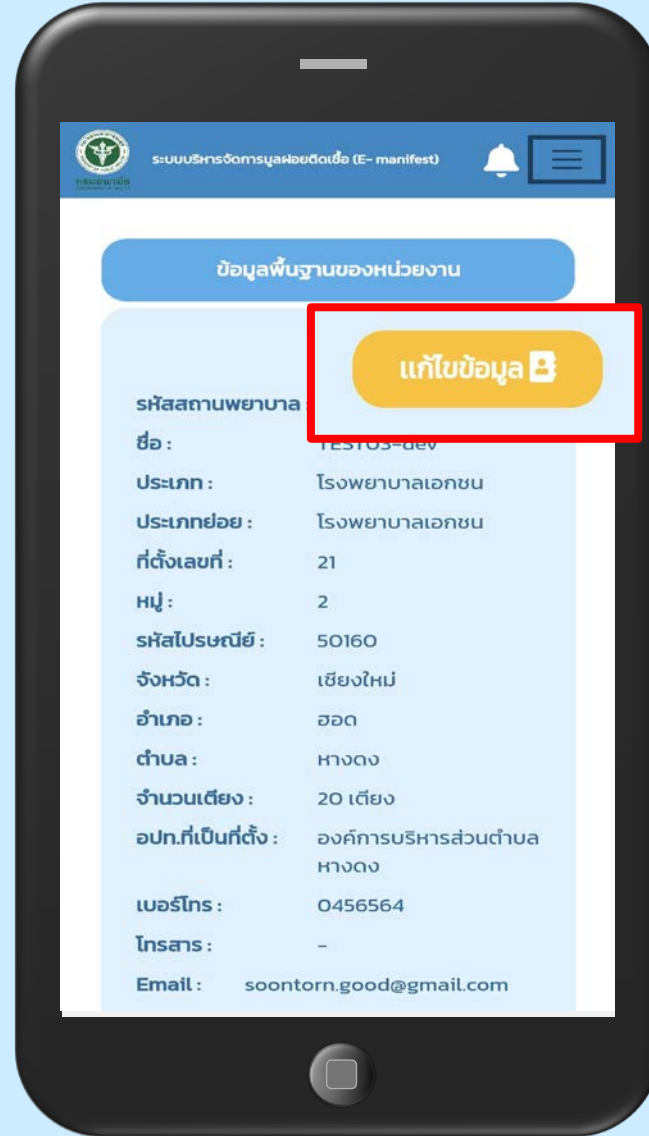 ระบบบริหารจัดการมูลฝอยติดเชื้อ (E- manifest)
กรมอนามัย
ข้อมูลพื้นฐานของหน่วยงาน
แก้ไขข้อมูล
รหัสสถานพยาบาล :
ชื่อ : TEST03-dev
ประเภท : โรงพยาบาลเอกชน
ประเภทย่อย : โรงพยาบาลเอกชน
ที่ตั้งเลขที่ : 21
หมู่ : 2
รหัสไปรษณีย์ : 50160
จังหวัด : เชียงใหม่
อำเภอ : ฮอด
ตำบล : หางดง
จำนวนเตียง : 20 เตียง
อปท.ที่เป็นที่ตั้ง : องค์การบริหารส่วนตำบล
หางดง
เบอร์โทร : 0456564
โทรสาร : -
Email : soontorn.good@gmail.com